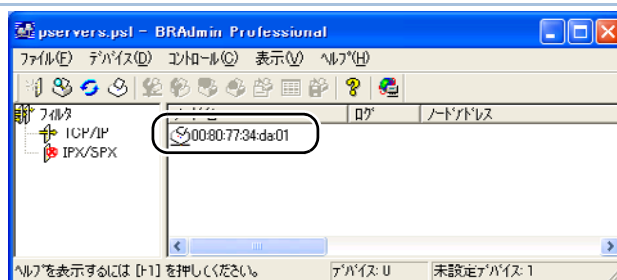 pservers.psl - BRAdmin Professional
ﾌｧｲﾙ(F) ﾃﾞﾊﾞｲｽ(D) ｺﾝﾄﾛｰﾙ(C) 表示(V) ﾍﾙﾌﾟ(H)
ﾌｨﾙﾀ
TCP/IP
IPX/SPX
ﾛｸﾞ ﾉｰﾄﾞｱﾄﾞﾚｽ
00:80:77:34:da:01
ﾍﾙﾌﾟを表示するには [F1] を押してください。 ﾃﾞﾊﾞｲｽ: 0 未設定ﾃﾞﾊﾞｲｽ: 1